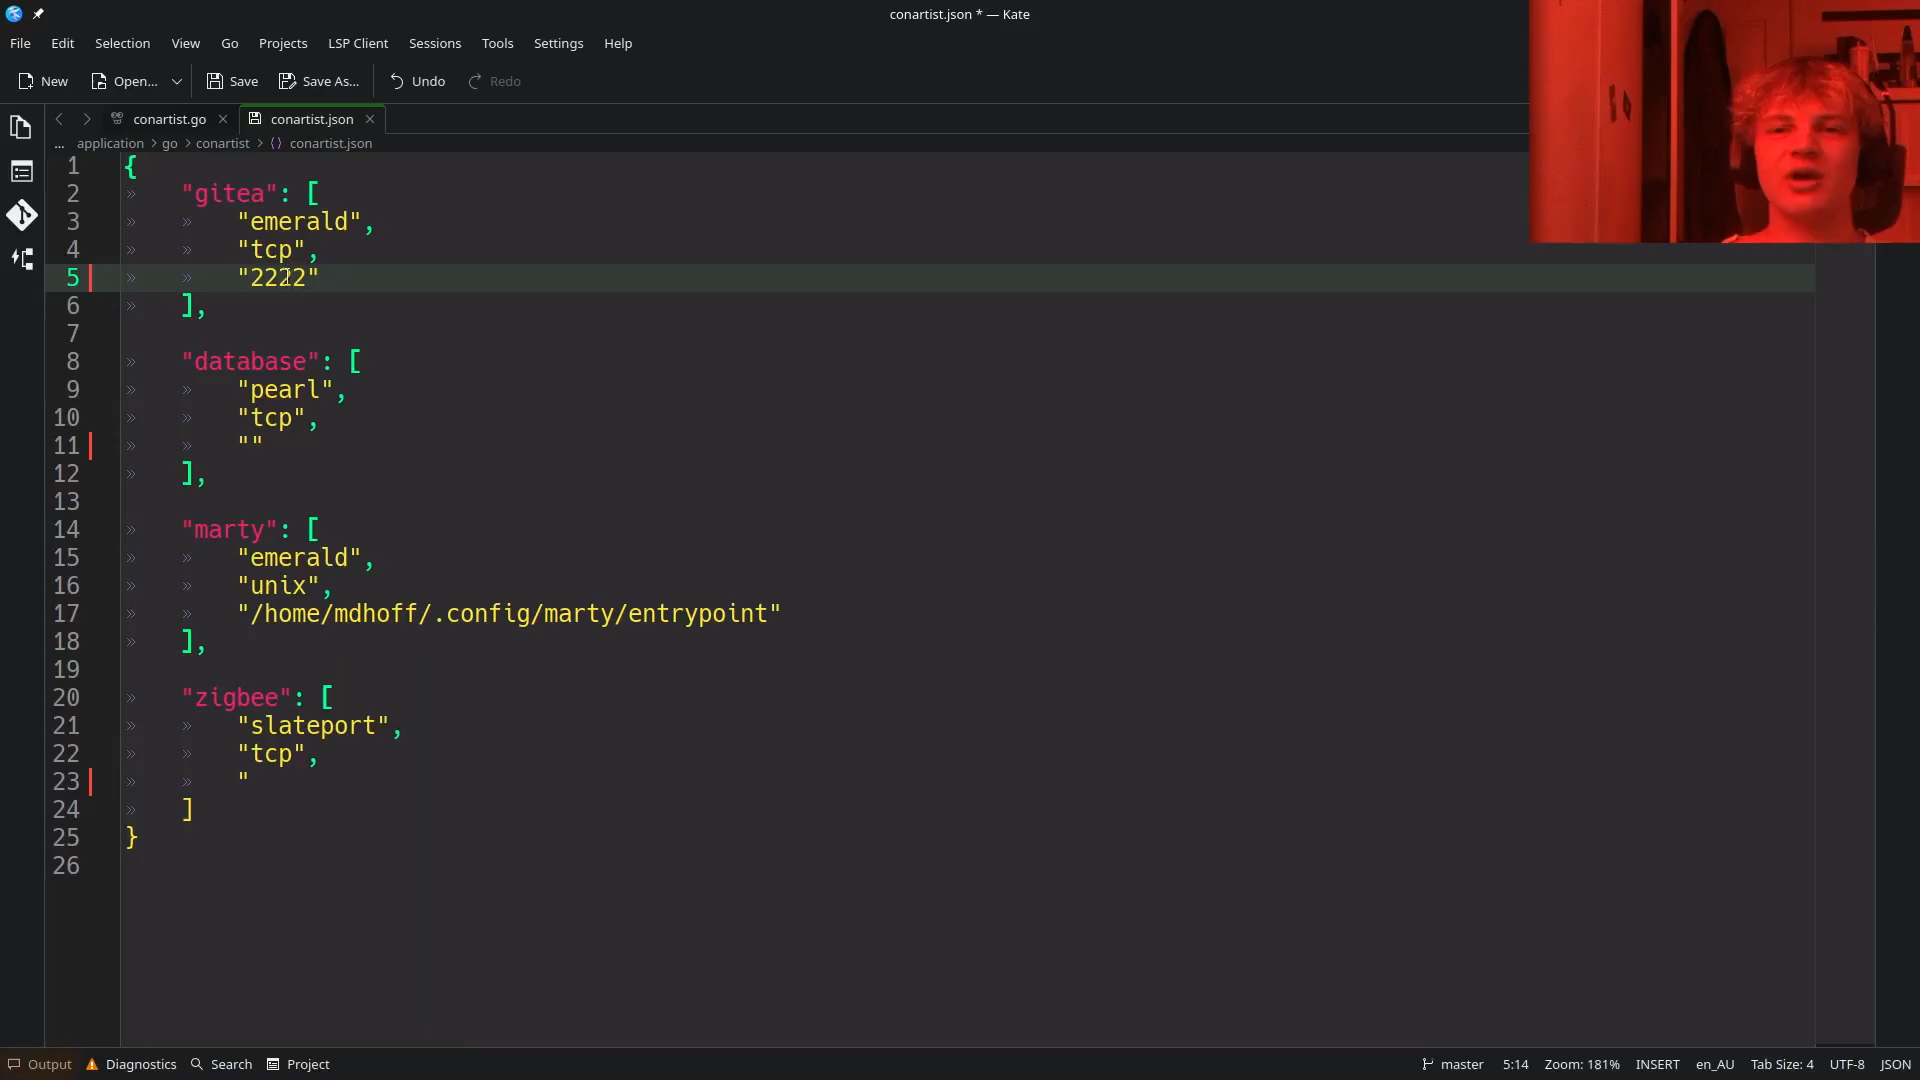 conartist.json * — Kate
File Edit Selection View Go Projects LSP Client Sessions Tools Settings Help
New Open... Save Save As... Undo Redo
conartist.go conartist.json
... application > go > conartist > {} conartist.json
1 {
2 "gitea": [
3 "emerald",
4 "tcp",
5 "2222"
6 ],
7
8 "database": [
9 "pearl",
10 "tcp",
11 ""
12 ],
13
14 "marty": [
15 "emerald",
16 "unix",
17 "/home/mdhoff/.config/marty/entrypoint"
18 ],
19
20 "zigbee": [
21 "slateport",
22 "tcp",
23 "
24 ]
25 }
26
Output Diagnostics Search Project master 5:14 Zoom: 181% INSERT en_AU Tab Size: 4 UTF-8 JSON